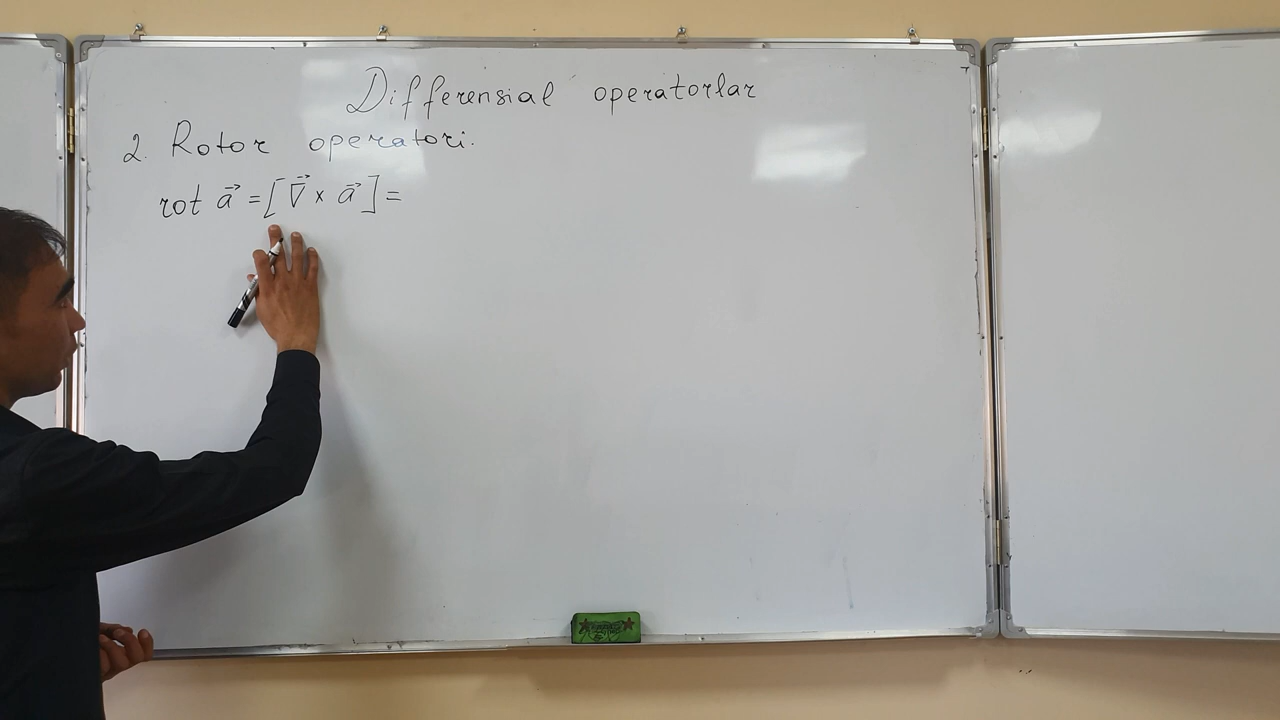 Differensial operatorlar
2. Rotor operatori.
rot a⃗ = [∇⃗ × a⃗ ] =